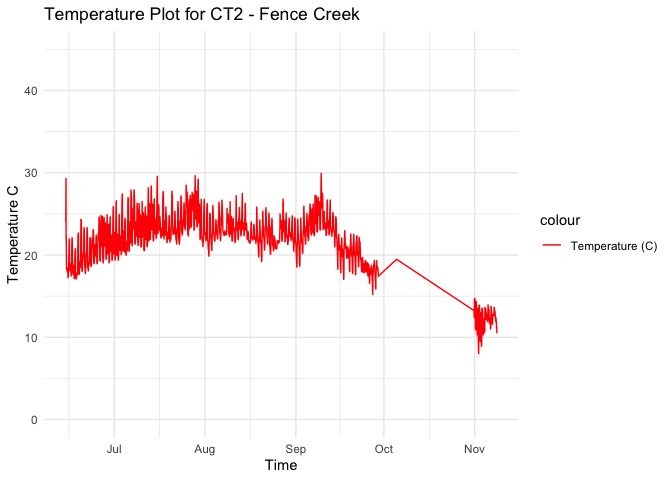 Temperature Plot for CT2 - Fence Creek
40
30
20
10
0
Temperature C
Jul
Aug
Sep
Oct
Nov
Time
colour
Temperature (C)